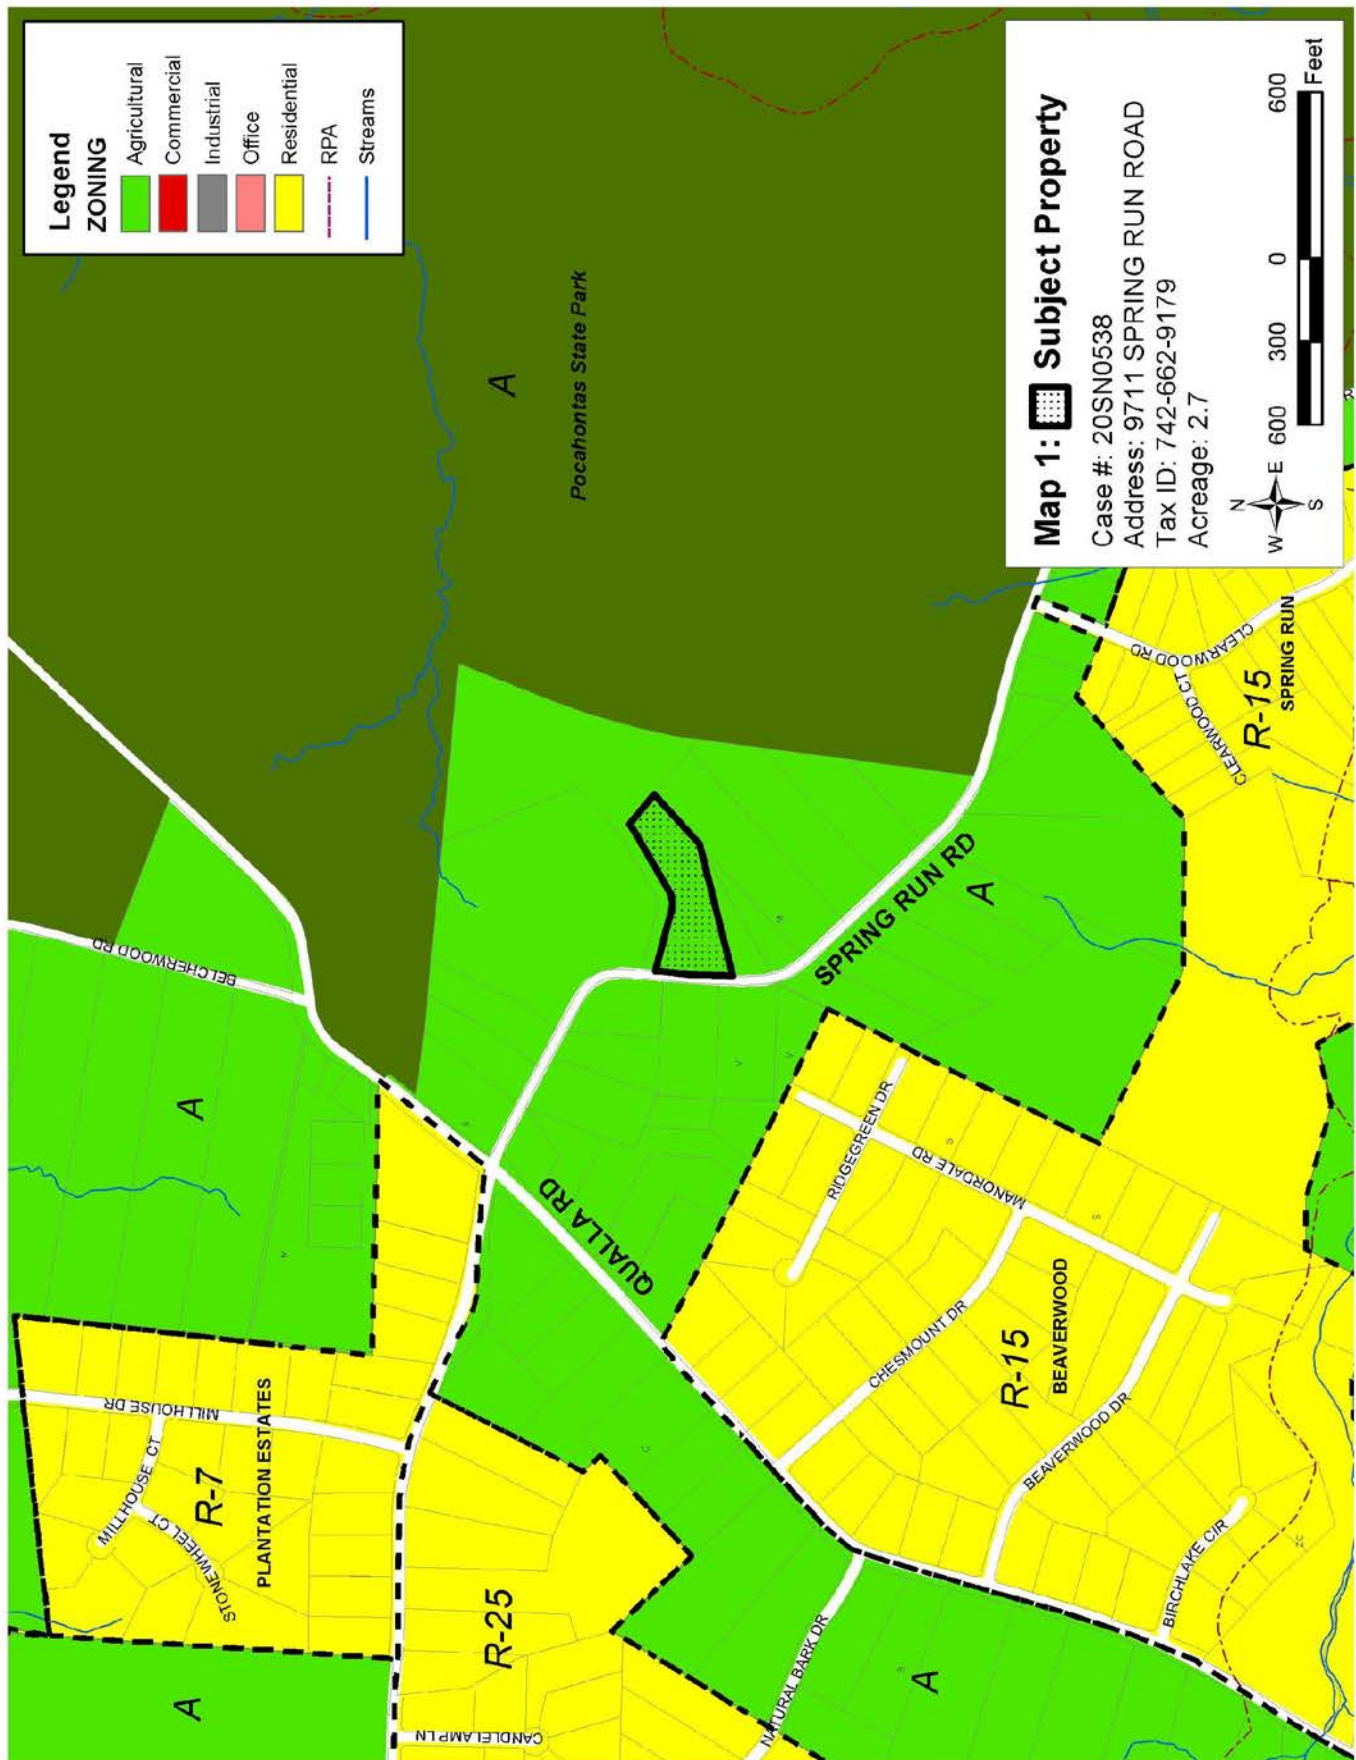 Legend
ZONING
Agricultural
Commercial
Industrial
Office
Residential
RPA
Streams
Map 1: Subject Property
Case #: 20SN0538
Address: 9711 SPRING RUN ROAD
Tax ID: 742-662-9179
Acreage: 2.7
N
W E
S
600 300 0 600
Feet
A
Pocahontas State Park
BELCHERWOOD RD
A
MILLHOUSE DR
MILLHOUSE CT
STONEWHEEL CT
R-7
PLANTATION ESTATES
A
R-25
CANDLELAMP LN
QUALLA RD
SPRING RUN RD
A
CLEARWOOD RD
CLEARWOOD CT
CLEARWOOD
R-15
SPRING RUN
RIDGEGREEN DR
MANORDALE RD
CHESMOUNT DR
R-15
BEAVERWOOD
BEAVERWOOD DR
BIRCHLAKE CIR
NATURAL BARK DR
A